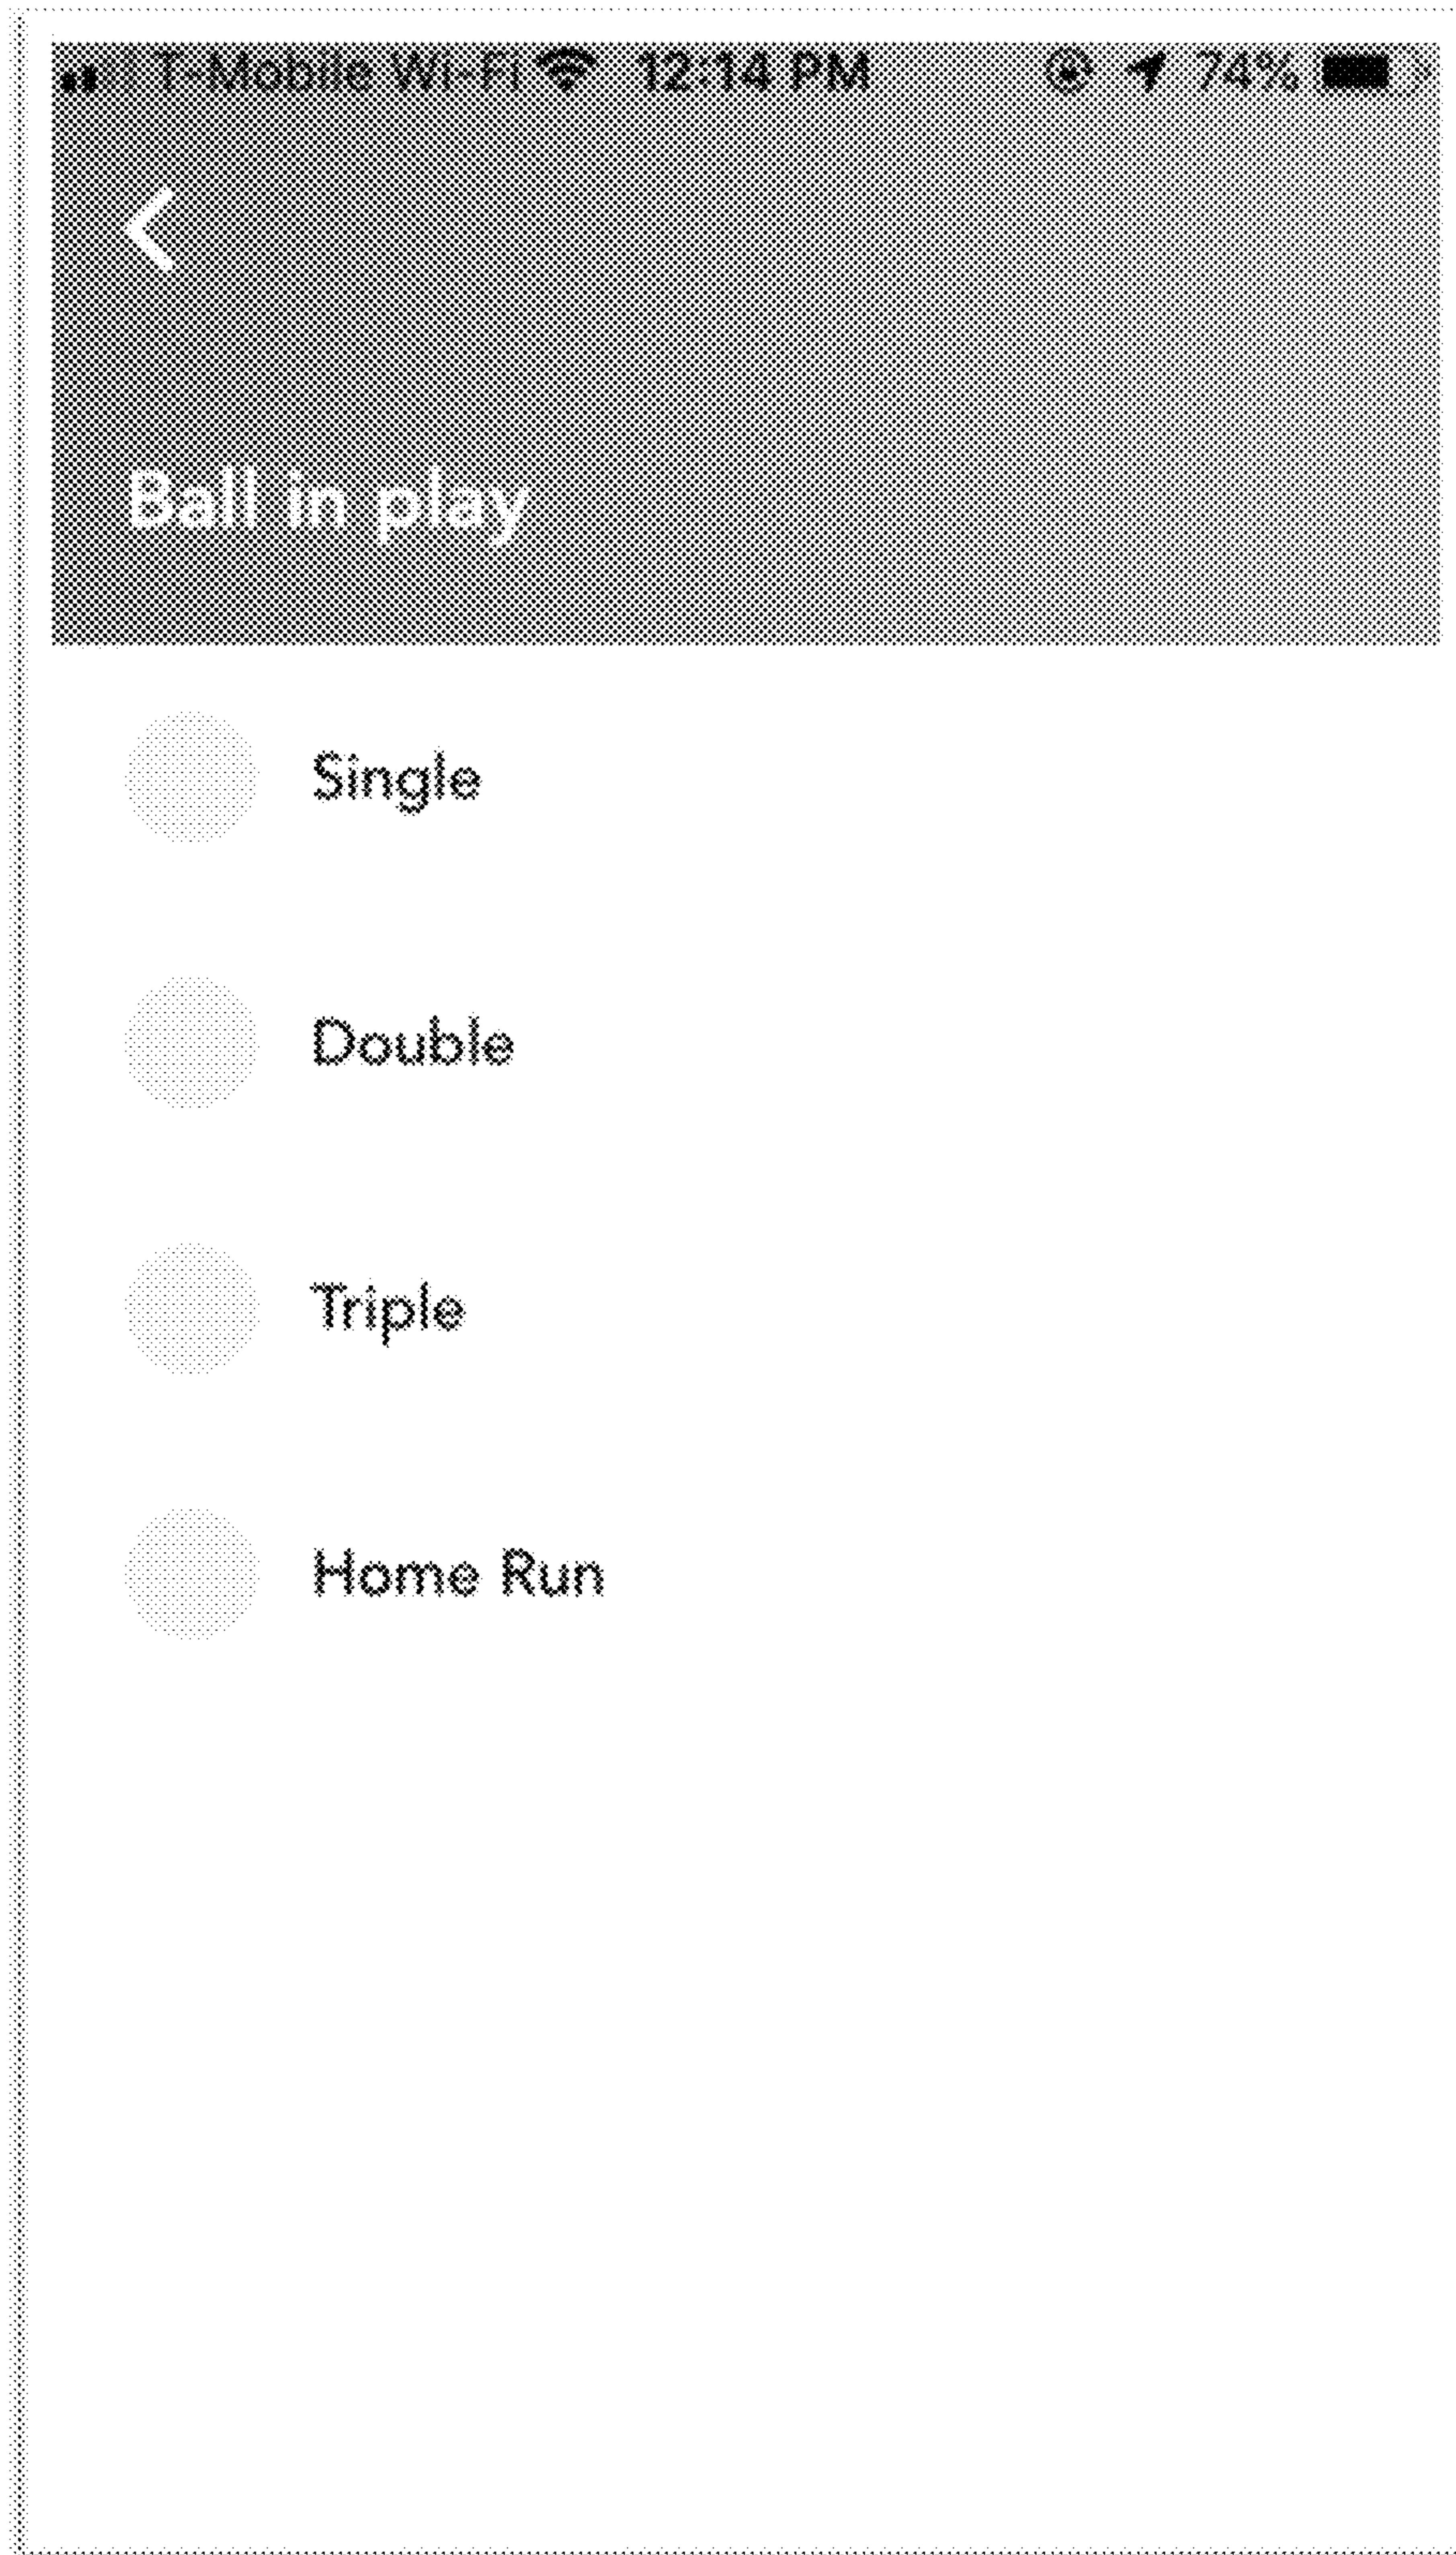 T-Mobile Wi-Fi 12:14 PM 74%
Ball in play
Single
Double
Triple
Home Run